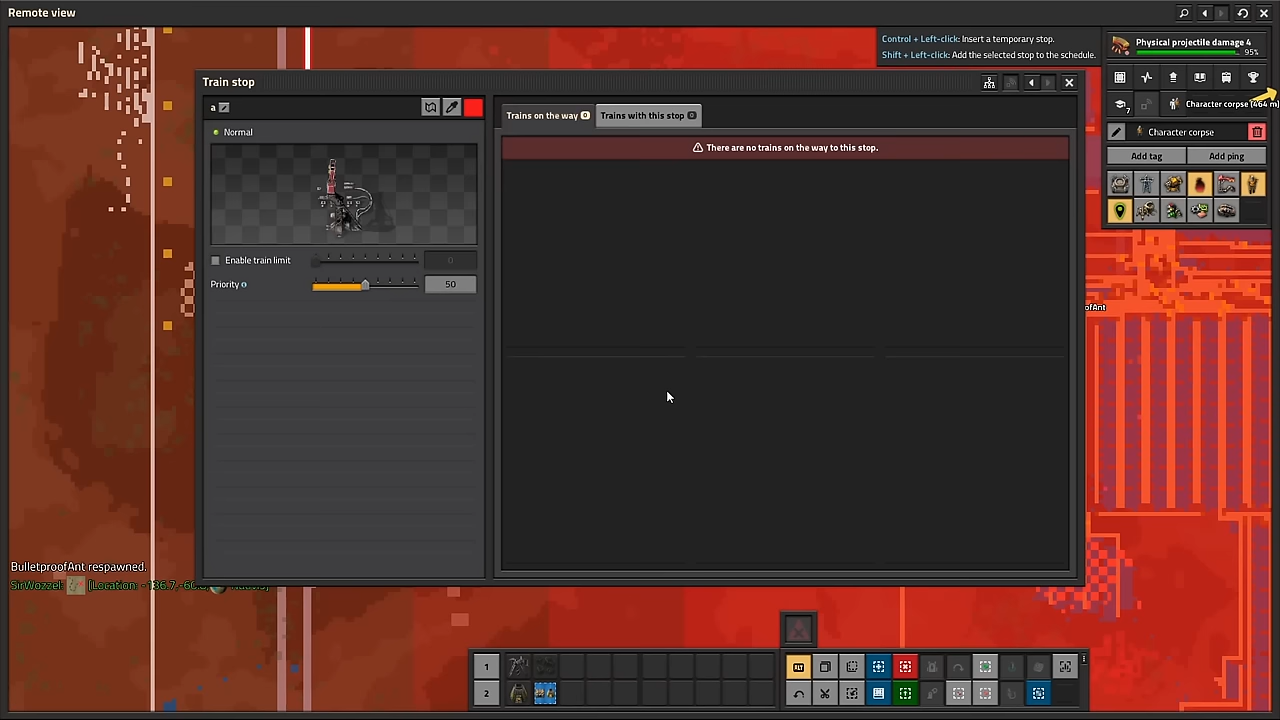 Remote view
Control + Left-click: Insert a temporary stop.
Shift + Left-click: Add the selected stop to the schedule.
Physical projectile damage 4
95%
Train stop
a
Trains on the way 0
Trains with this stop 0
7
Character corpse (464 m
Normal
There are no trains on the way to this stop.
Character corpse
Add tag
Add ping
Enable train limit
0
Priority
50
ofAnt
BulletproofAnt respawned.
SirWozzel:
1
ALT
2